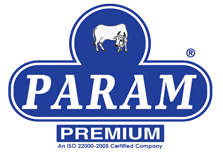 ®
PARAM
PREMIUM
An ISO 22000-2005 Certified Company